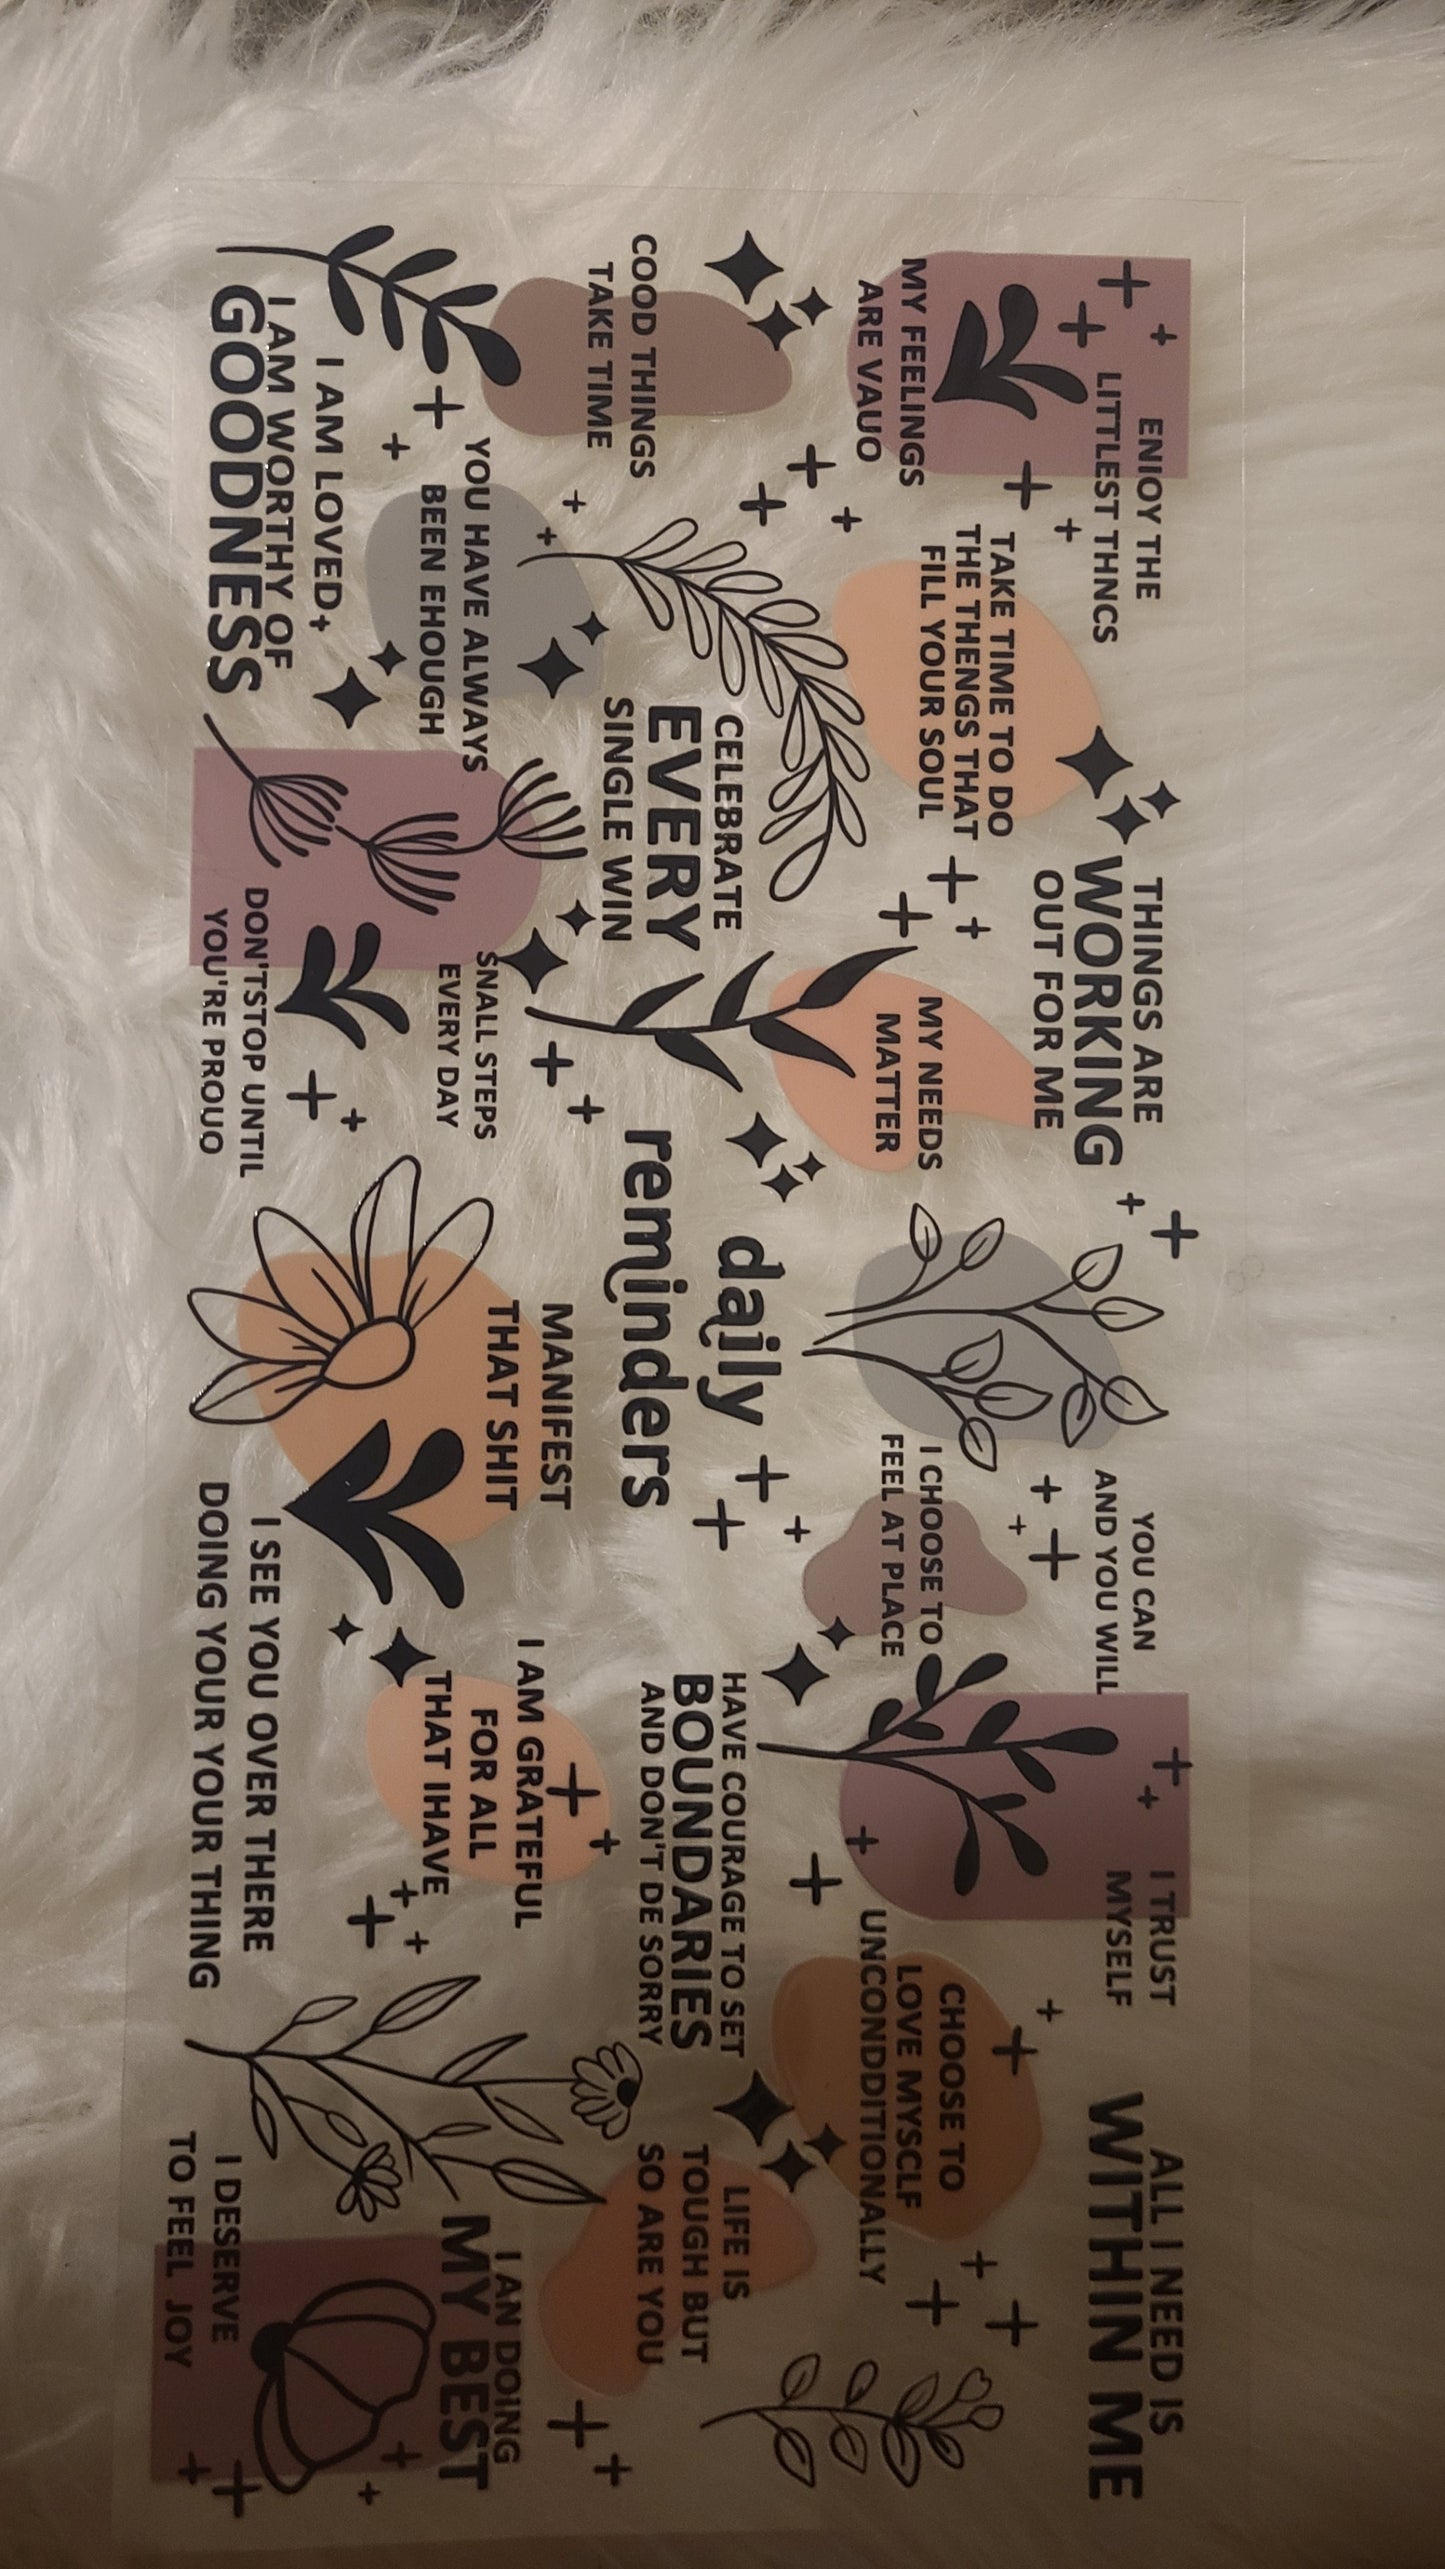 ENJOY THE
LITTLEST THNCS
MY FEELINGS
ARE VAUO
COOD THINGS
TAKE TIME
I AM LOVED
I AM WORTHY OF
GOODNESS
YOU HAVE ALWAYS
BEEN EHOUGH
TAKE TIME TO DO
THE THENGS THAT
FILL YOUR SOUL
CELEBRATE
EVERY
SINGLE WIN
THINGS ARE
WORKING
OUT FOR ME
MY NEEDS
MATTER
SNALL STEPS
EVERY DAY
DON'TSTOP UNTIL
YOU'RE PROUO
daily
reminders
MANIFEST
THAT SHIT
YOU CAN
AND YOU WILL
I CHOOSE TO
FEEL AT PLACE
I SEE YOU OVER THERE
DOING YOUR YOUR THING
I AM GRATEFUL
FOR ALL
THAT IHAVE
HAVE COURAGE TO SET
BOUNDARIES
AND DON'T DE SORRY
I TRUST
MYSELF
CHOOSE TO
LOVE MYSCLF
UNCONDDITIONALLY
ALL I NEED IS
WITHIN ME
LIFE IS
TOUGH BUT
SO ARE YOU
I AN DOING
MY BEST
I DESERVE
TO FEEL JOY